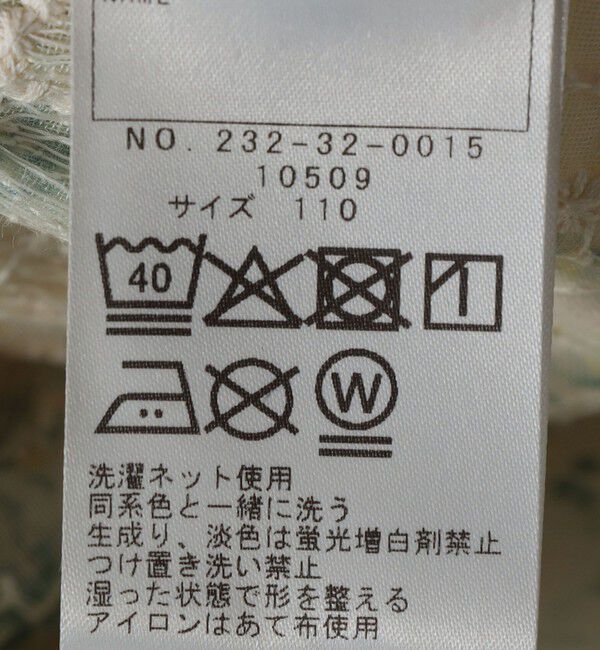 NAME
NO. 232-32-0015
10509
サイズ 110
40
W
洗濯ネット使用
同系色と一緒に洗う
生成り、淡色は蛍光増白剤禁止
つけ置き洗い禁止
湿った状態で形を整える
アイロンはあて布使用